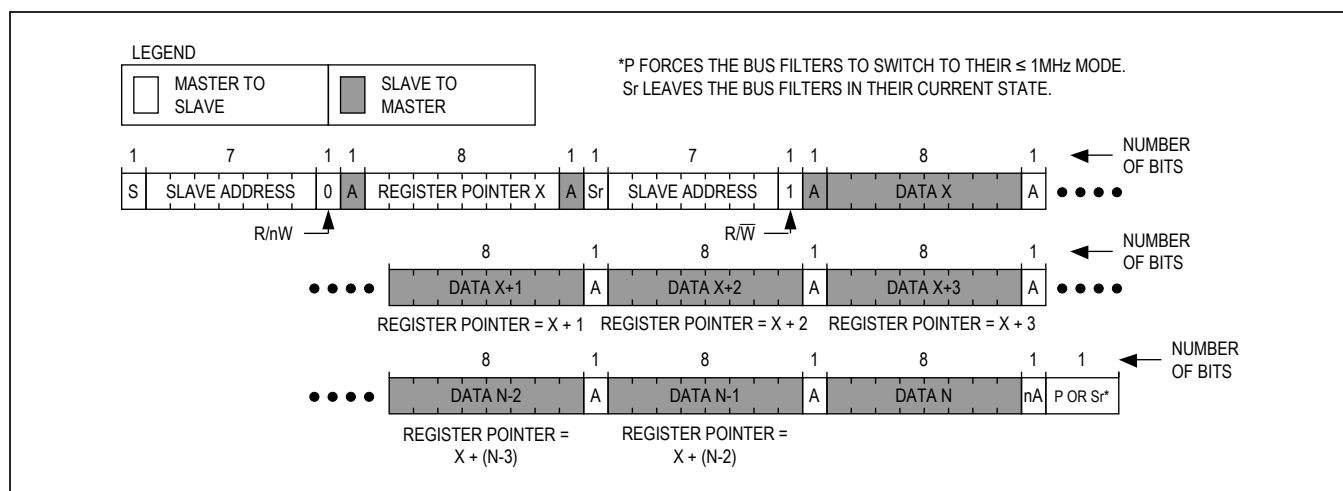 LEGEND
MASTER TO SLAVE
SLAVE TO MASTER
*P FORCES THE BUS FILTERS TO SWITCH TO THEIR ≤ 1MHz MODE.
Sr LEAVES THE BUS FILTERS IN THEIR CURRENT STATE.
1 7 1 1 8 1 1 7 1 1 8 1 NUMBER OF BITS
S SLAVE ADDRESS 0 A REGISTER POINTER X A Sr SLAVE ADDRESS 1 A DATA X A
R/nW R/W̅
8 1 8 1 8 1 NUMBER OF BITS
DATA X+1 A DATA X+2 A DATA X+3 A
REGISTER POINTER = X + 1 REGISTER POINTER = X + 2 REGISTER POINTER = X + 3
8 1 8 1 8 1 1 NUMBER OF BITS
DATA N-2 A DATA N-1 A DATA N nA P OR Sr*
REGISTER POINTER = X + (N-3)
REGISTER POINTER = X + (N-2)